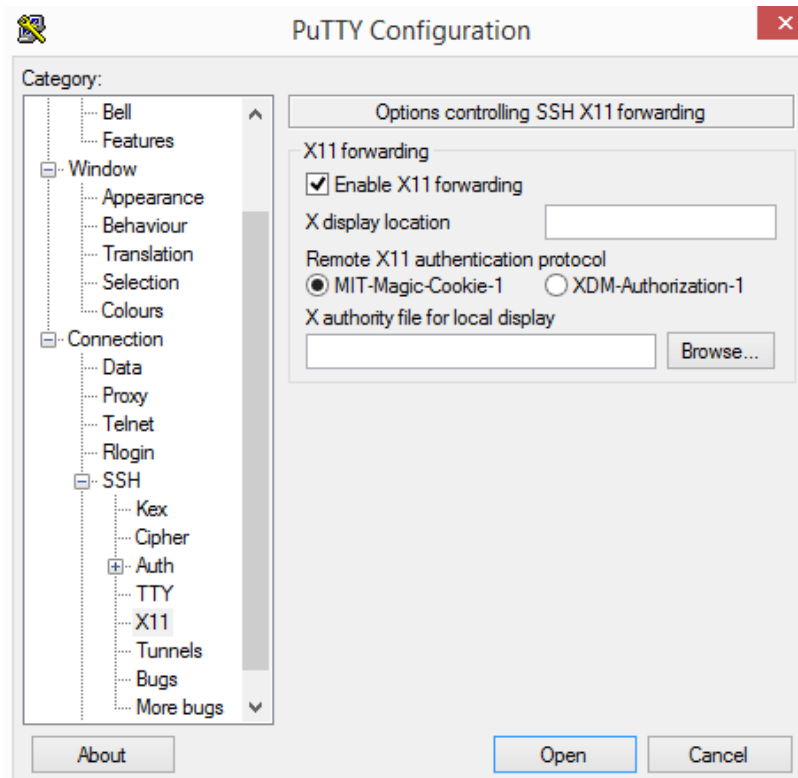 PuTTY Configuration
Category:
Bell
Features
Window
Appearance
Behaviour
Translation
Selection
Colours
Connection
Data
Proxy
Telnet
Rlogin
SSH
Kex
Cipher
Auth
TTY
X11
Tunnels
Bugs
More bugs
Options controlling SSH X11 forwarding
X11 forwarding
Enable X11 forwarding
X display location
Remote X11 authentication protocol
MIT-Magic-Cookie-1 XDM-Authorization-1
X authority file for local display
Browse...
About Open Cancel